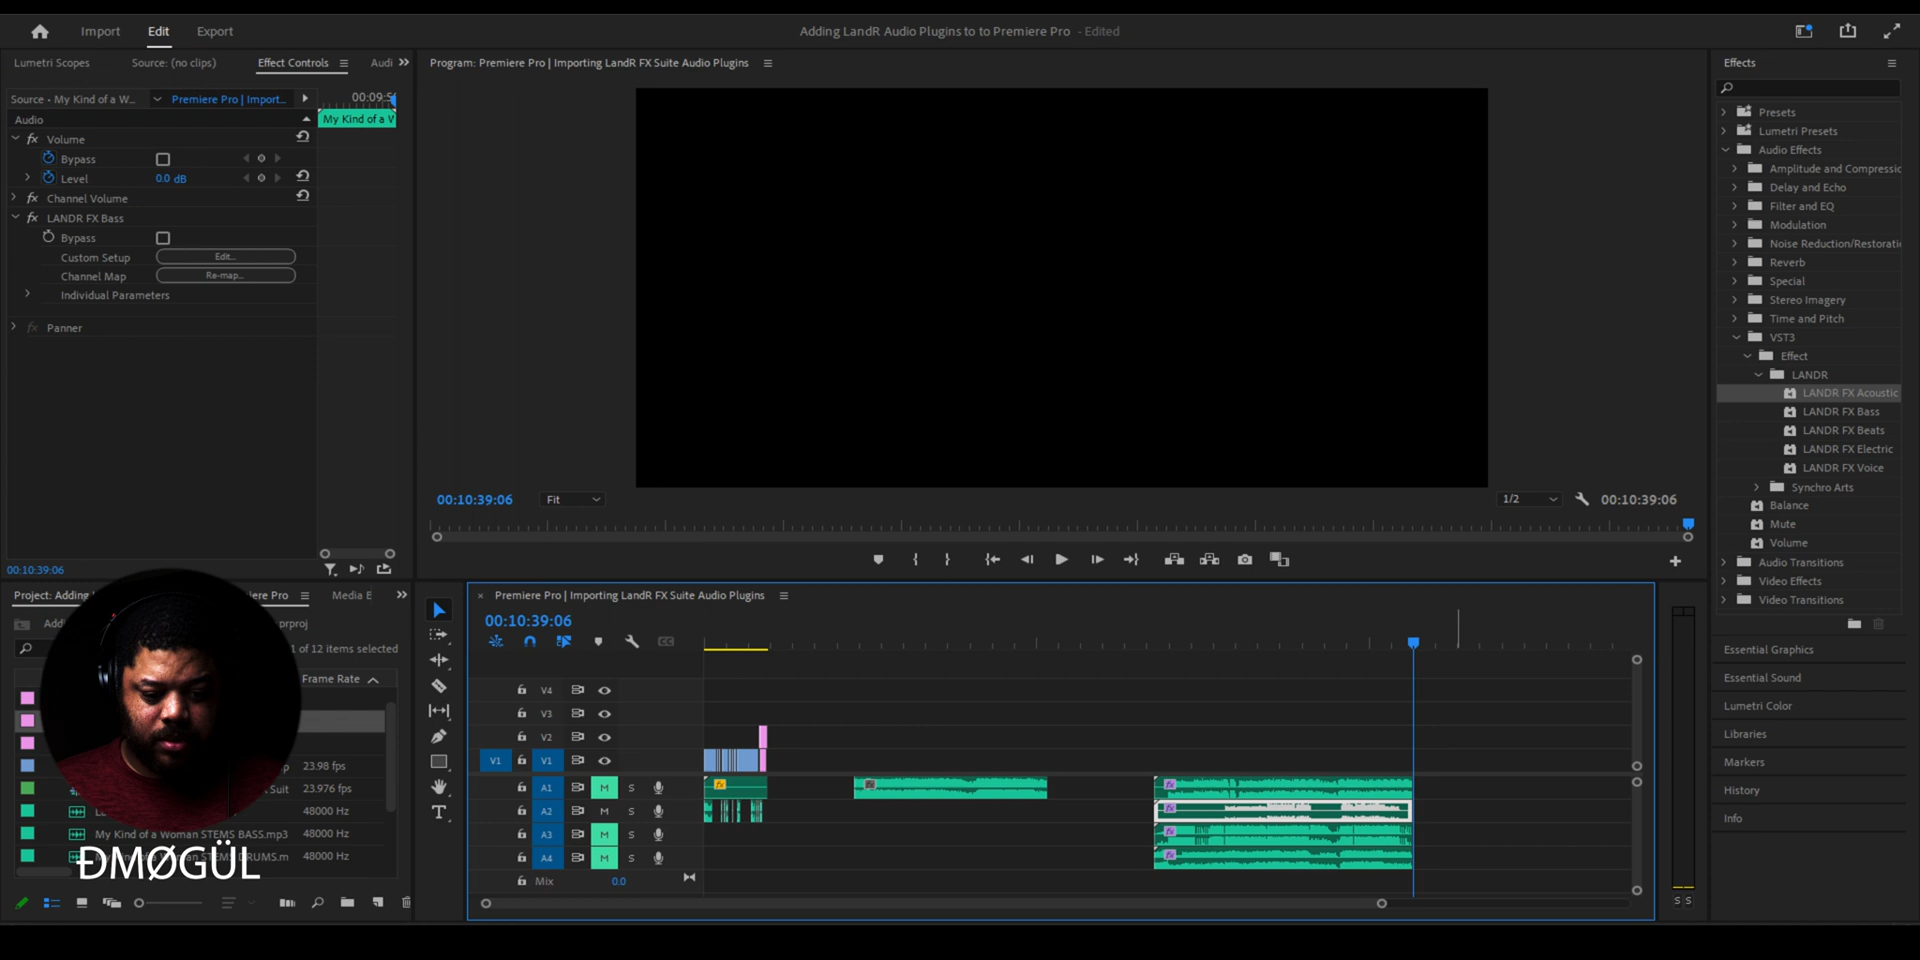 Import
Edit
Export
Adding LandR Audio Plugins to to Premiere Pro - Edited
Lumetri Scopes
Source: (no clips)
Effect Controls
Audi
Program: Premiere Pro | Importing LandR FX Suite Audio Plugins
Effects
Source • My Kind of a W...
Premiere Pro | Import...
00:09:5
Audio
My Kind of a W
Volume
Bypass
Level
0.0 dB
Channel Volume
LANDR FX Bass
Bypass
Custom Setup
Edit...
Channel Map
Re-map...
Individual Parameters
Panner
00:10:39:06
Presets
Lumetri Presets
Audio Effects
Amplitude and Compressic
Delay and Echo
Filter and EQ
Modulation
Noise Reduction/Restorati
Reverb
Special
Stereo Imagery
Time and Pitch
VST3
Effect
LANDR
LANDR FX Acoustic
LANDR FX Bass
LANDR FX Beats
LANDR FX Electric
LANDR FX Voice
Synchro Arts
Balance
Mute
Volume
Audio Transitions
Video Effects
Video Transitions
00:10:39:06
Fit
1/2
00:10:39:06
Project: Adding
ere Pro
Media E
Add
prproj
1 of 12 items selected
Frame Rate
23.98 fps
t Suit
23.976 fps
48000 Hz
My Kind of a Woman STEMS BASS.mp3
48000 Hz
My Kind of a Woman STEMS DRUMS.m
48000 Hz
ĐMØGÜL
Premiere Pro | Importing LandR FX Suite Audio Plugins
00:10:39:06
V4
V3
V2
V1 V1
A1 M S
A2 M S
A3 M S
A4 M S
Mix 0.0
S S
Essential Graphics
Essential Sound
Lumetri Color
Libraries
Markers
History
Info